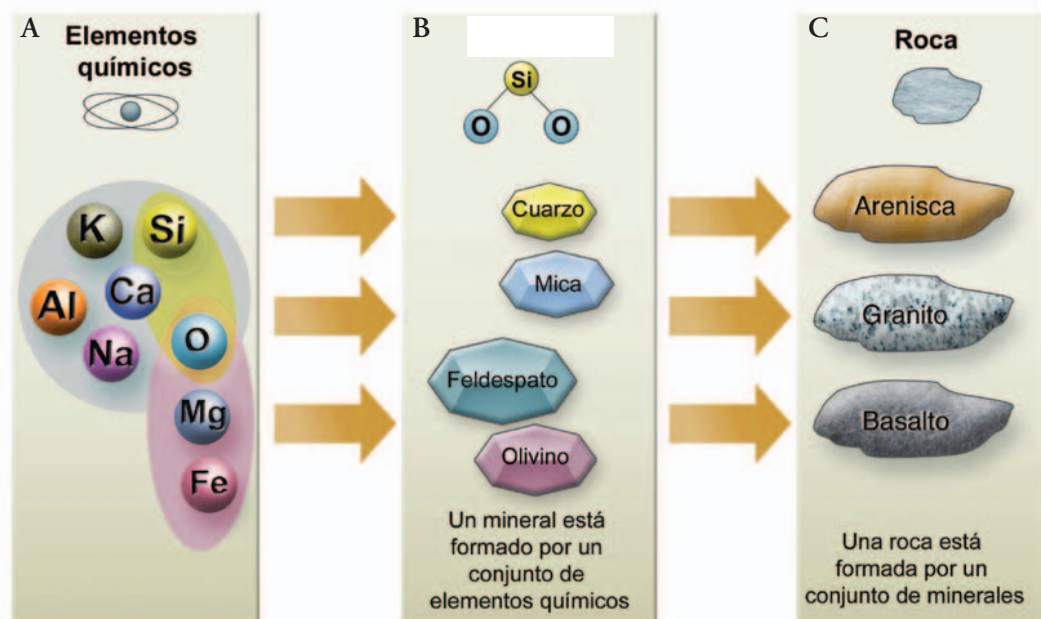 A
Elementos
químicos
K
Si
Al
Ca
Na
O
Mg
Fe
B
Si
O O
Cuarzo
Mica
Feldespato
Olivino
Un mineral está
formado por un
conjunto de
elementos químicos
C
Roca
Arenisca
Granito
Basalto
Una roca está
formada por un
conjunto de minerales